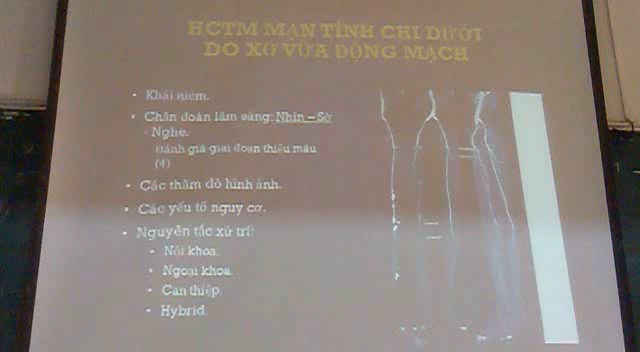 HCTM MẠN TÍNH CHI DƯỚI
DO XƠ VỮA ĐỘNG MẠCH
• Khái niệm.
• Chẩn đoán lâm sàng: Nhìn – Sờ
- Nghe.
Đánh giá giai đoạn thiếu máu
(4)
• Các thăm dò hình ảnh.
• Các yếu tố nguy cơ.
• Nguyên tắc xử trí:
• Nội khoa.
• Ngoại khoa.
• Can thiệp.
• Hybrid.